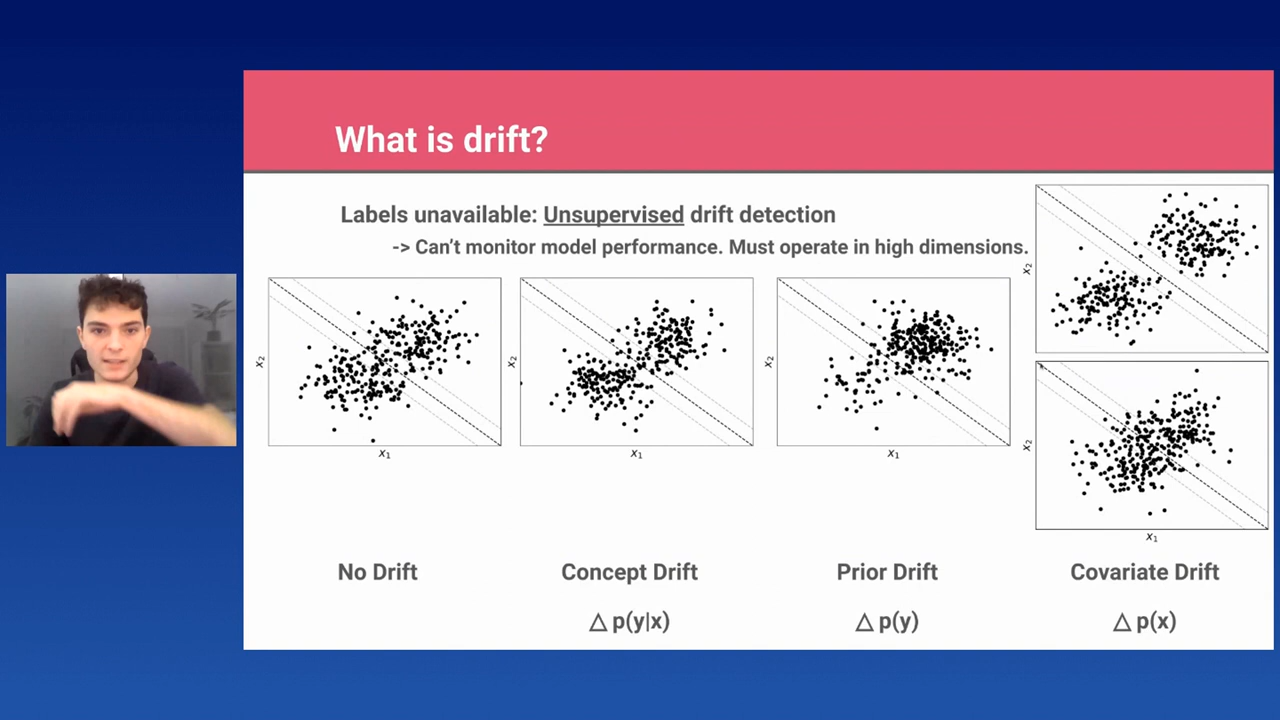 What is drift?
Labels unavailable: Unsupervised drift detection
-> Can't monitor model performance. Must operate in high dimensions.
x₂
x₁
x₂
x₁
x₂
x₁
x₂
x₂
x₁
No Drift
Concept Drift
Prior Drift
Covariate Drift
△ p(y|x)
△ p(y)
△ p(x)